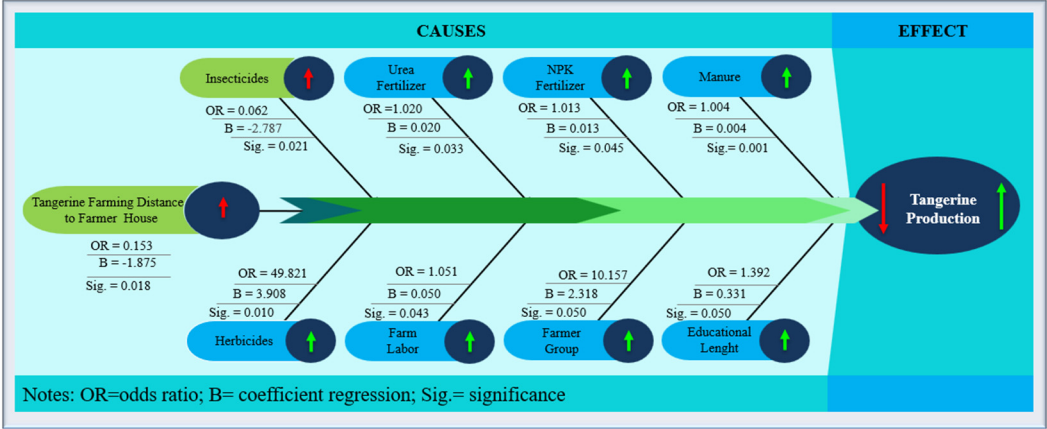 CAUSES
EFFECT
Insecticides
OR = 0.062
B = -2.787
Sig. = 0.021
Urea
Fertilizer
OR =1.020
B = 0.020
Sig. = 0.033
NPK
Fertilizer
OR = 1.013
B = 0.013
Sig. = 0.045
Manure
OR = 1.004
B = 0.004
Sig. = 0.001
Tangerine Farming Distance
to Farmer House
OR = 0.153
B = -1.875
Sig. = 0.018
Tangerine
Production
OR = 49.821
B = 3.908
Sig. = 0.010
Herbicides
OR = 1.051
B = 0.050
Sig. = 0.043
Farm
Labor
OR = 10.157
B = 2.318
Sig. = 0.050
Farmer
Group
OR = 1.392
B = 0.331
Sig. = 0.050
Educational
Lenght
Notes: OR=odds ratio; B= coefficient regression; Sig.= significance